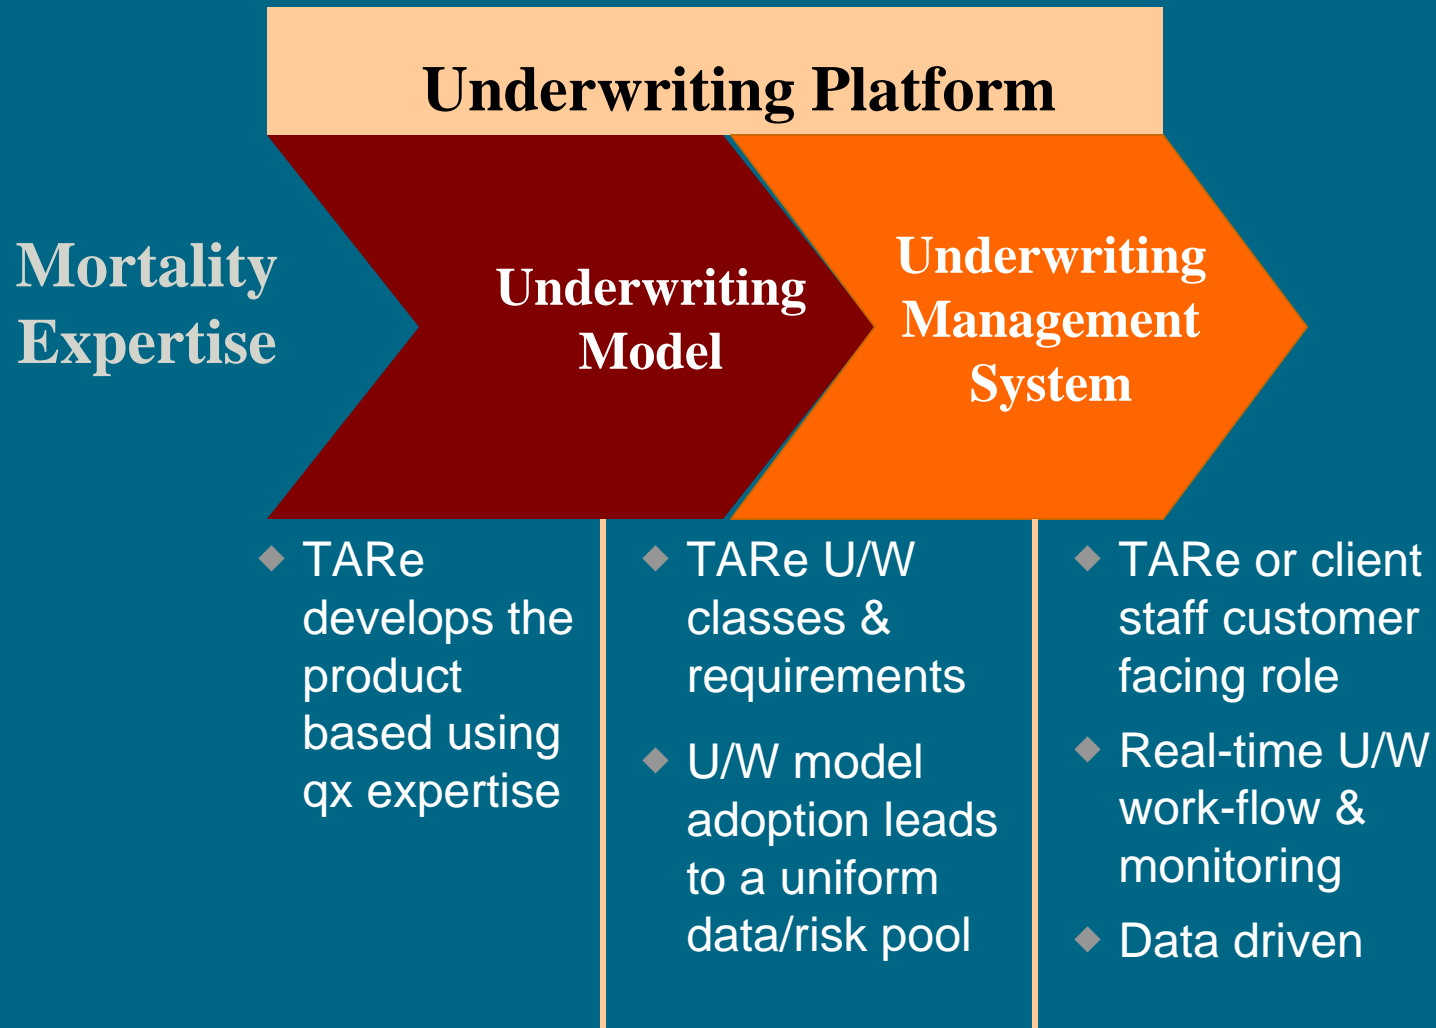 Underwriting Platform
Mortality
Expertise
Underwriting
Model
Underwriting
Management
System
TARe
develops the
product
based using
qx expertise
TARe U/W
classes &
requirements
U/W model
adoption leads
to a uniform
data/risk pool
TARe or client
staff customer
facing role
Real-time U/W
work-flow &
monitoring
Data driven